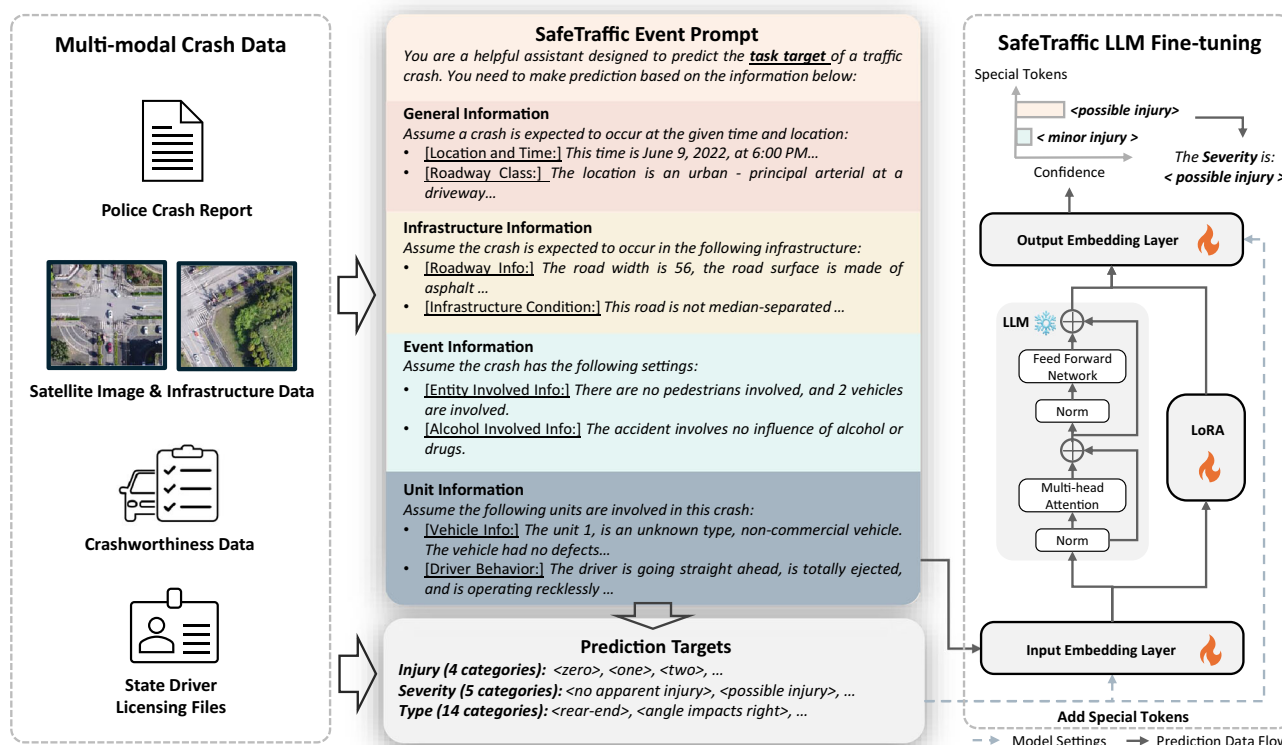 Multi-modal Crash Data
Police Crash Report
Satellite Image & Infrastructure Data
Crashworthiness Data
State Driver
Licensing Files
SafeTraffic Event Prompt
You are a helpful assistant designed to predict the task target of a traffic
crash. You need to make prediction based on the information below:
General Information
Assume a crash is expected to occur at the given time and location:
• [Location and Time:] This time is June 9, 2022, at 6:00 PM…
• [Roadway Class:] The location is an urban - principal arterial at a
driveway…
Infrastructure Information
Assume the crash is expected to occur in the following infrastructure:
• [Roadway Info:] The road width is 56, the road surface is made of
asphalt …
• [Infrastructure Condition:] This road is not median-separated …
Event Information
Assume the crash has the following settings:
• [Entity Involved Info:] There are no pedestrians involved, and 2 vehicles
are involved.
• [Alcohol Involved Info:] The accident involves no influence of alcohol or
drugs.
Unit Information
Assume the following units are involved in this crash:
• [Vehicle Info:] The unit 1, is an unknown type, non-commercial vehicle.
The vehicle had no defects…
• [Driver Behavior:] The driver is going straight ahead, is totally ejected,
and is operating recklessly …
Prediction Targets
Injury (4 categories): <zero>, <one>, <two>, …
Severity (5 categories): <no apparent injury>, <possible injury>, …
Type (14 categories): <rear-end>, <angle impacts right>, …
SafeTraffic LLM Fine-tuning
Special Tokens
<possible injury>
< minor injury >
Confidence
The Severity is:
< possible injury >
Output Embedding Layer
LLM
Feed Forward
Network
Norm
Multi-head
Attention
Norm
LoRA
Input Embedding Layer
Add Special Tokens
Model Settings
Prediction Data Flow